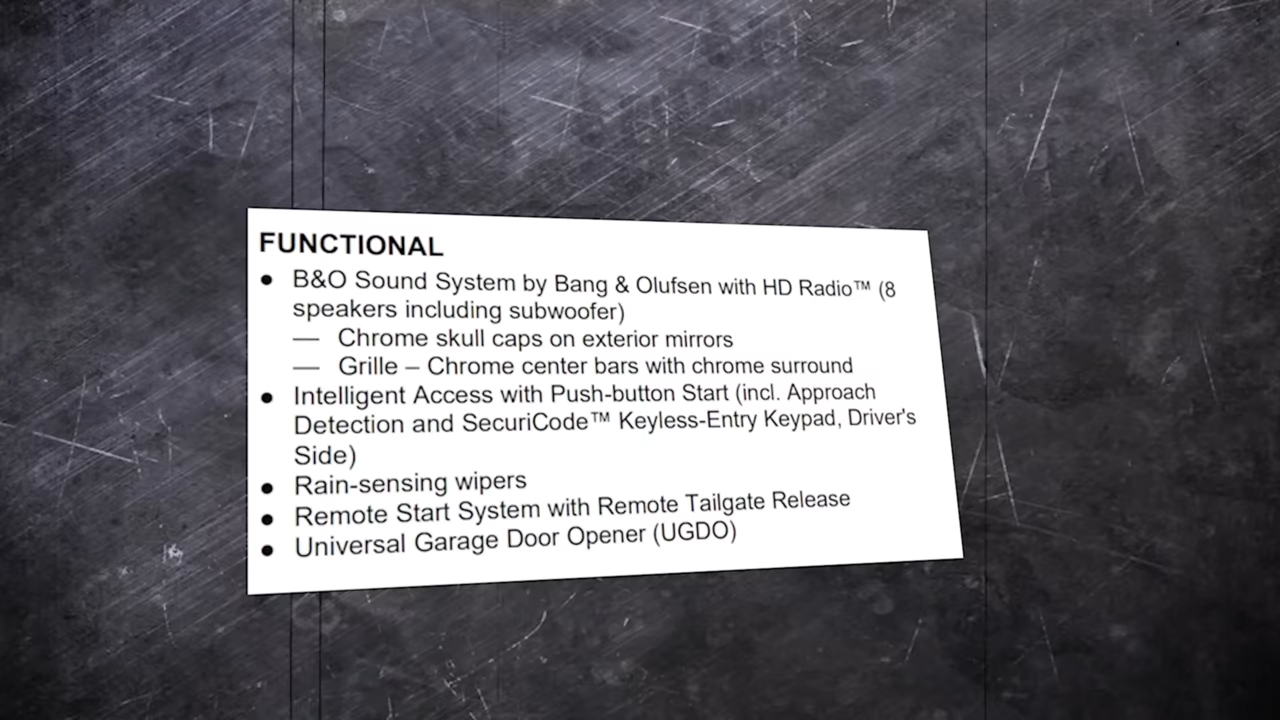 FUNCTIONAL
● B&O Sound System by Bang & Olufsen with HD Radio™ (8
speakers including subwoofer)
— Chrome skull caps on exterior mirrors
— Grille – Chrome center bars with chrome surround
● Intelligent Access with Push-button Start (incl. Approach
Detection and SecuriCode™ Keyless-Entry Keypad, Driver's
Side)
● Rain-sensing wipers
● Remote Start System with Remote Tailgate Release
● Universal Garage Door Opener (UGDO)